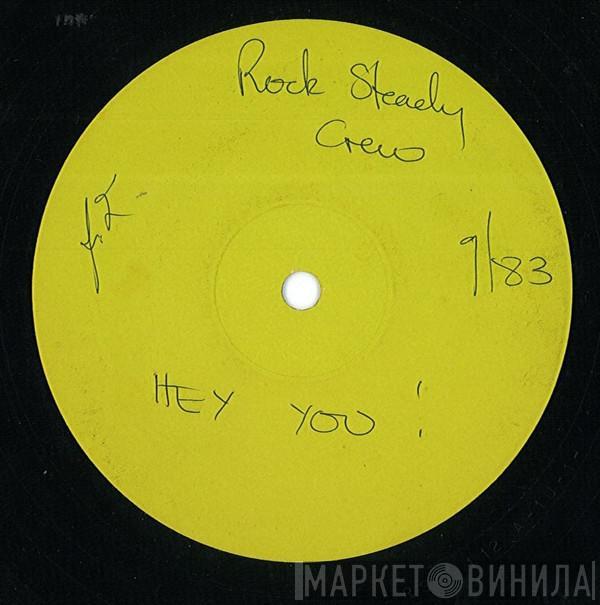 Rock Steady
Crew
9/83
HEY YOU !
МАРКЕТ ВИНИЛА